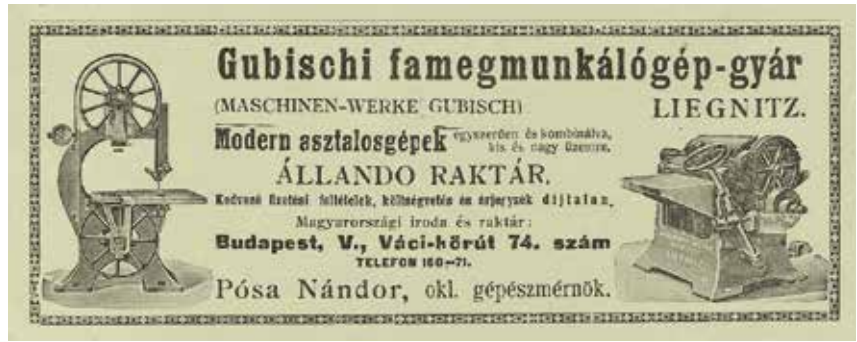 Gubischi famegmunkálógép-gyár
(MASCHINEN-WERKE GUBISCH) LIEGNITZ.
Modern asztalosgépek egyszerűen és kombinálva,
kis és nagy üzemre.
ÁLLANDO RAKTÁR.
Kedvező fizetési feltételek, költségvetés és árjegyzék díjtalan.
Magyarországi iroda és raktár:
Budapest, V., Váci-körút 74. szám
TELEFON 160—71.
Pósa Nándor, okl. gépészmérnök.